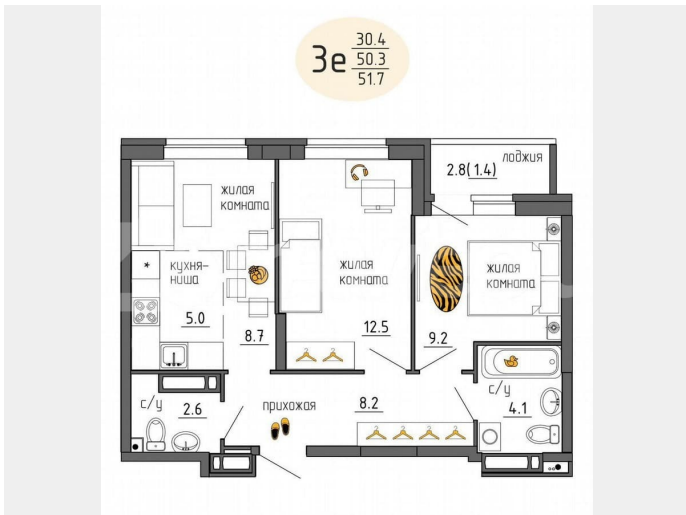 3е
30.4
50.3
51.7
лоджия
2.8(1.4)
жилая
комната
кухня-
ниша
5.0
8.7
жилая
комната
12.5
жилая
комната
9.2
с/у
2.6
прихожая
8.2
с/у
4.1